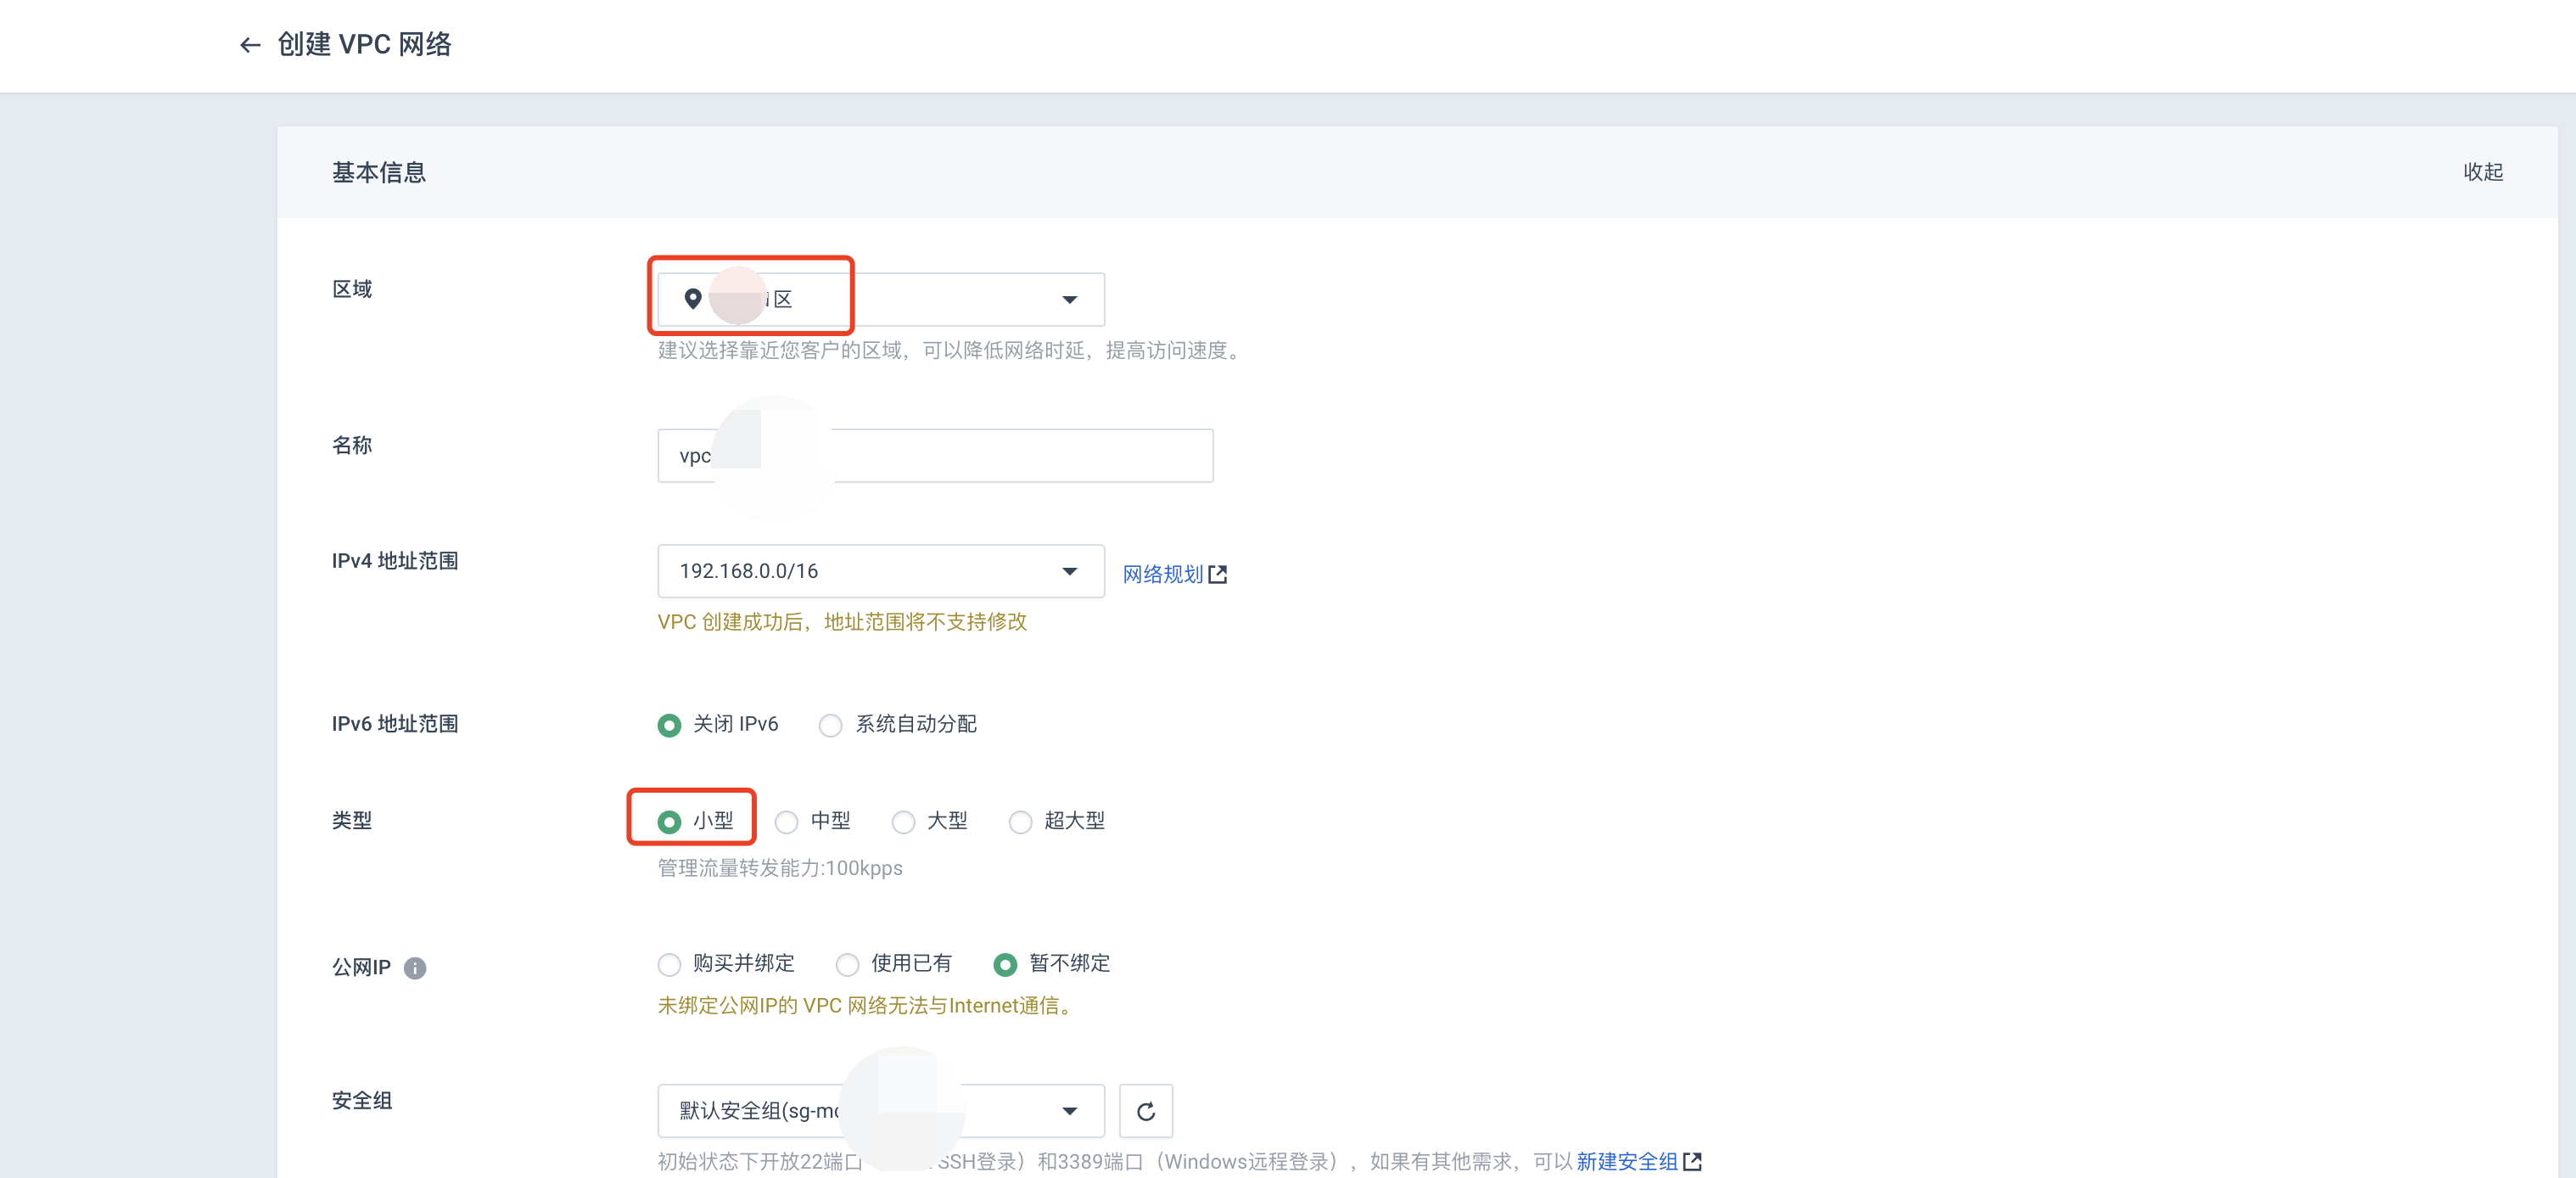 创建 VPC 网络
基本信息
收起
区域
区
建议选择靠近您客户的区域，可以降低网络时延，提高访问速度。
名称
vpc
IPv4 地址范围
192.168.0.0/16
网络规划
VPC 创建成功后，地址范围将不支持修改
IPv6 地址范围
关闭 IPv6
系统自动分配
类型
小型
中型
大型
超大型
管理流量转发能力:100kpps
公网IP
购买并绑定
使用已有
暂不绑定
未绑定公网IP的 VPC 网络无法与Internet通信。
安全组
默认安全组(sg-mc
初始状态下开放22端口 SSH登录）和3389端口（Windows远程登录），如果有其他需求，可以 新建安全组